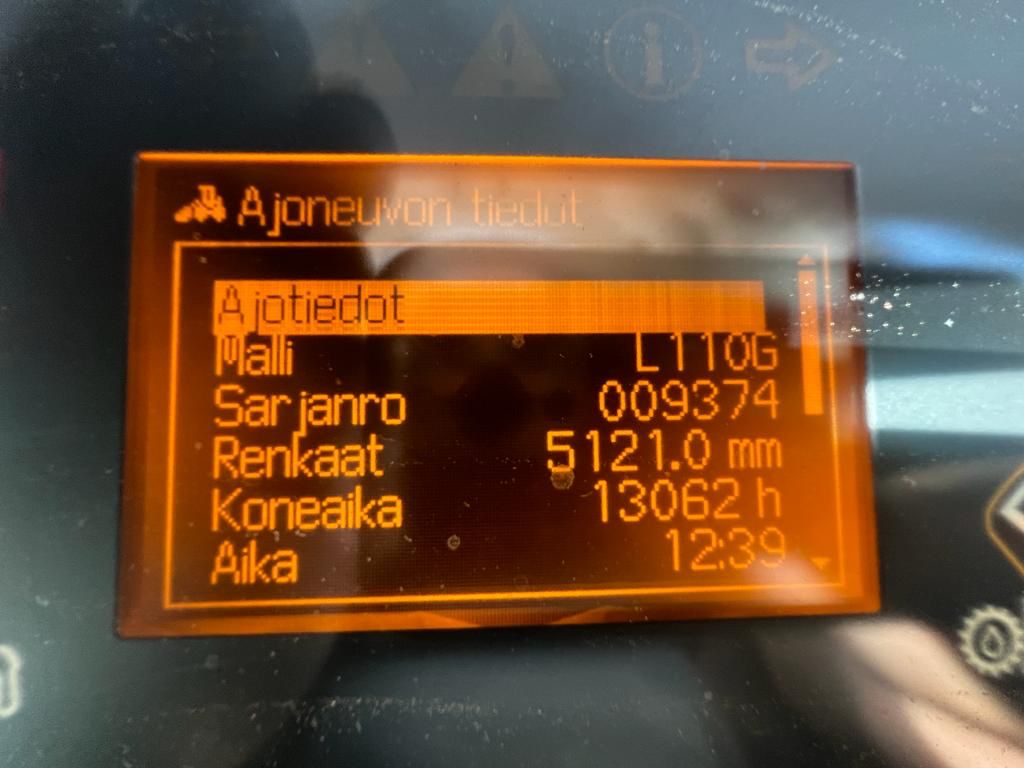 Ajoneuvon tiedot
Ajotiedot
Malli L110G
Sarjanro 009374
Renkaat 5121.0 mm
Koneaika 13062 h
Aika 12:39